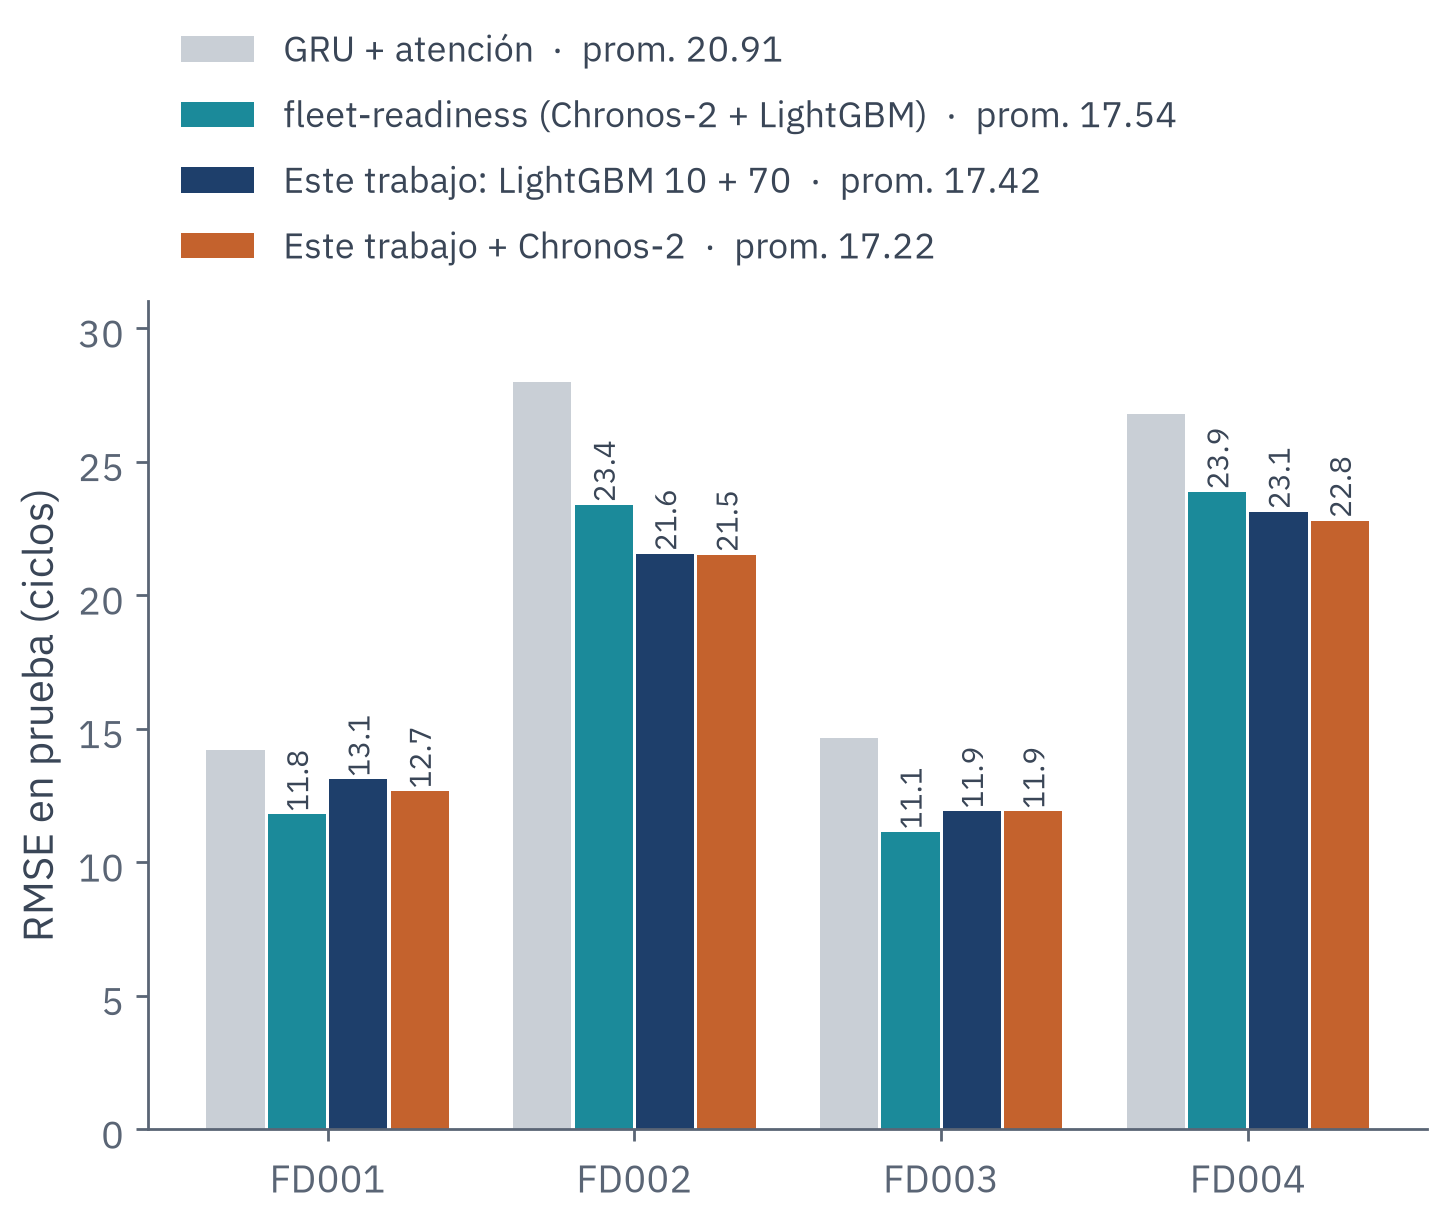 GRU + atención · prom. 20.91
fleet-readiness (Chronos-2 + LightGBM) · prom. 17.54
Este trabajo: LightGBM 10 + 70 · prom. 17.42
Este trabajo + Chronos-2 · prom. 17.22
RMSE en prueba (ciclos)
30
25
20
15
10
5
0
11.8
13.1
12.7
23.4
21.6
21.5
11.1
11.9
11.9
23.9
23.1
22.8
FD001
FD002
FD003
FD004